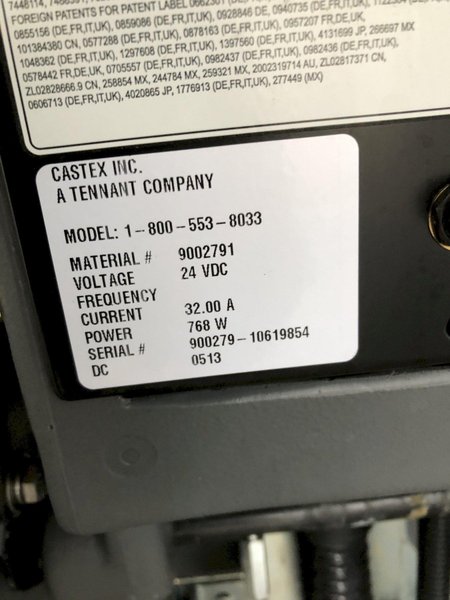 FOREIGN PATENTS FOR PATENT LABEL
0855156 (DE,FR,IT,UK), 0859086 (DE,FR,IT,UK), 0928846 DE, 0940735 (DE,FR,IT,UK),
101384380 CN, 0577288 (DE,FR,IT,UK), 0878163 (DE,FR,IT,UK), 0957207 FR,DE,UK,
1048362 (DE,FR,IT,UK), 1297608 (DE,FR,IT,UK), 1397560 (DE,FR,IT,UK), 4131699 JP, 266697 MX
0578442 FR,DE,UK, 0705557 (DE,FR,IT,UK), 0982437 (DE,FR,IT,UK), 0982436 (DE,FR,IT,UK),
ZL02828666.9 CN, 258854 MX, 244784 MX, 259321 MX, 2002319714 AU, ZL02817371 CN,
0606713 (DE,FR,IT,UK), 4020865 JP, 1776913 (DE,IT,UK), 277449 (MX)
CASTEX INC.
A TENNANT COMPANY
MODEL: 1-800-553-8033
MATERIAL # 9002791
VOLTAGE 24 VDC
FREQUENCY
CURRENT 32.00 A
POWER 768 W
SERIAL # 900279-10619854
DC 0513